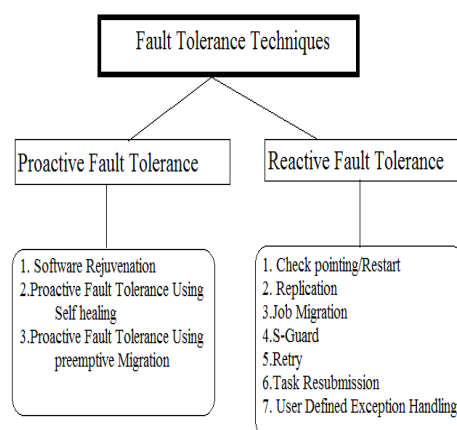 Fault Tolerance Techniques
Proactive Fault Tolerance
Reactive Fault Tolerance
1. Software Rejuvenation
2.Proactive Fault Tolerance Using
Self healing
3.Proactive Fault Tolerance Using
preemptive Migration
1. Check pointing/Restart
2. Replication
3.Job Migration
4.S-Guard
5.Retry
6.Task Resubmission
7. User Defined Exception Handling